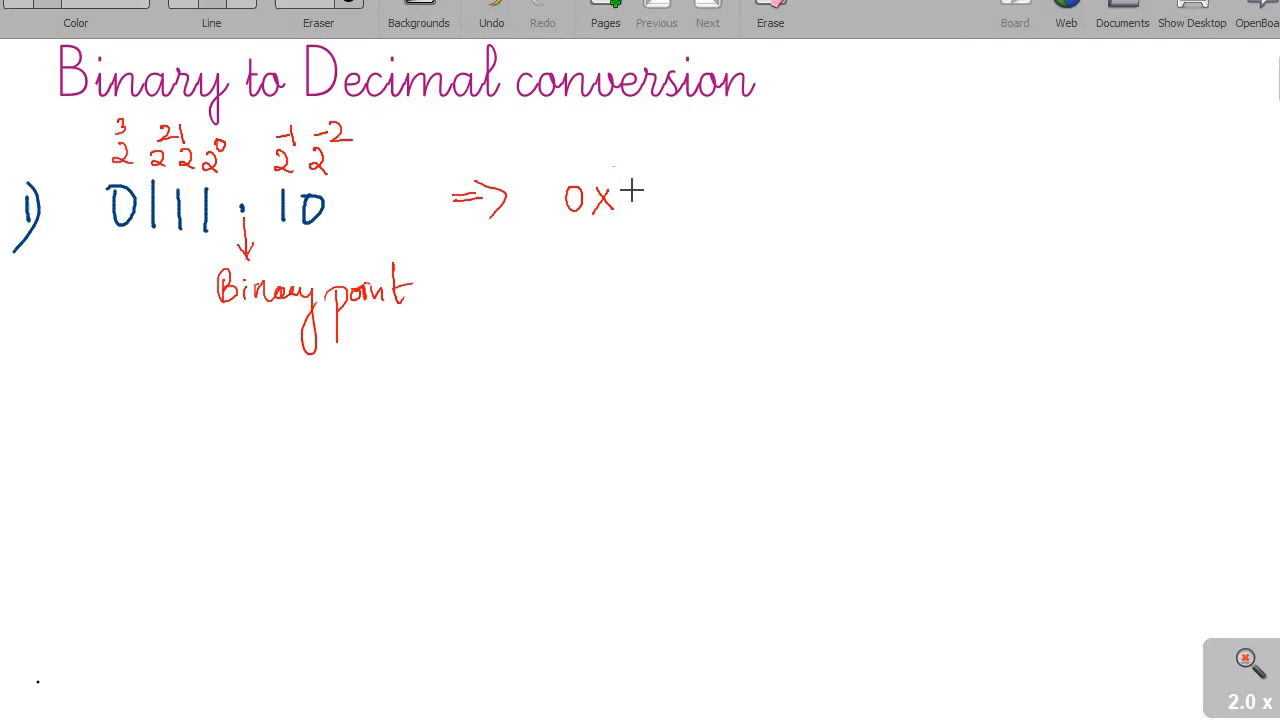 Color Line Eraser Backgrounds Undo Redo Pages Previous Next Erase Board Web Documents Show Desktop OpenBoa
Binary to Decimal conversion
2³ 2² 2¹ 2⁰ 2⁻¹ 2⁻²
1) 0111.10 => 0x
Binary point
2.0 x